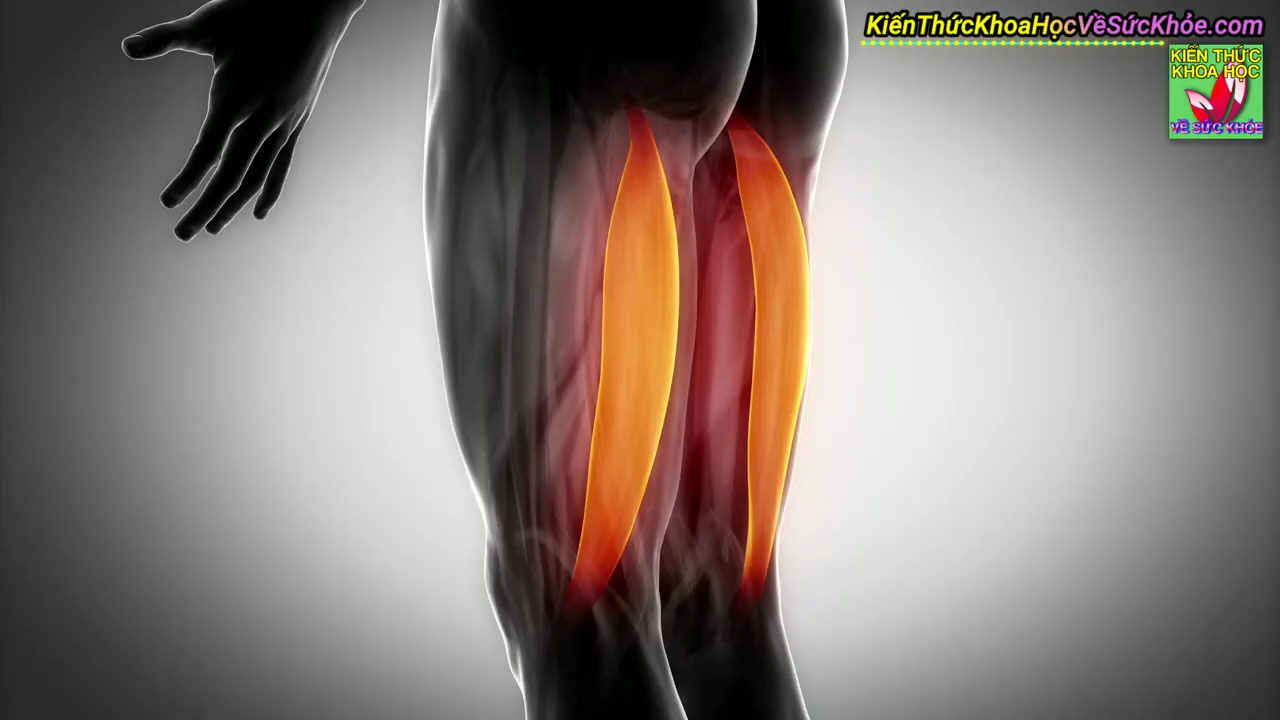 KiếnThứcKhoaHọcVềSứcKhỏe.com
KIẾN THỨC
KHOA HỌC
VỀ SỨC KHỎE